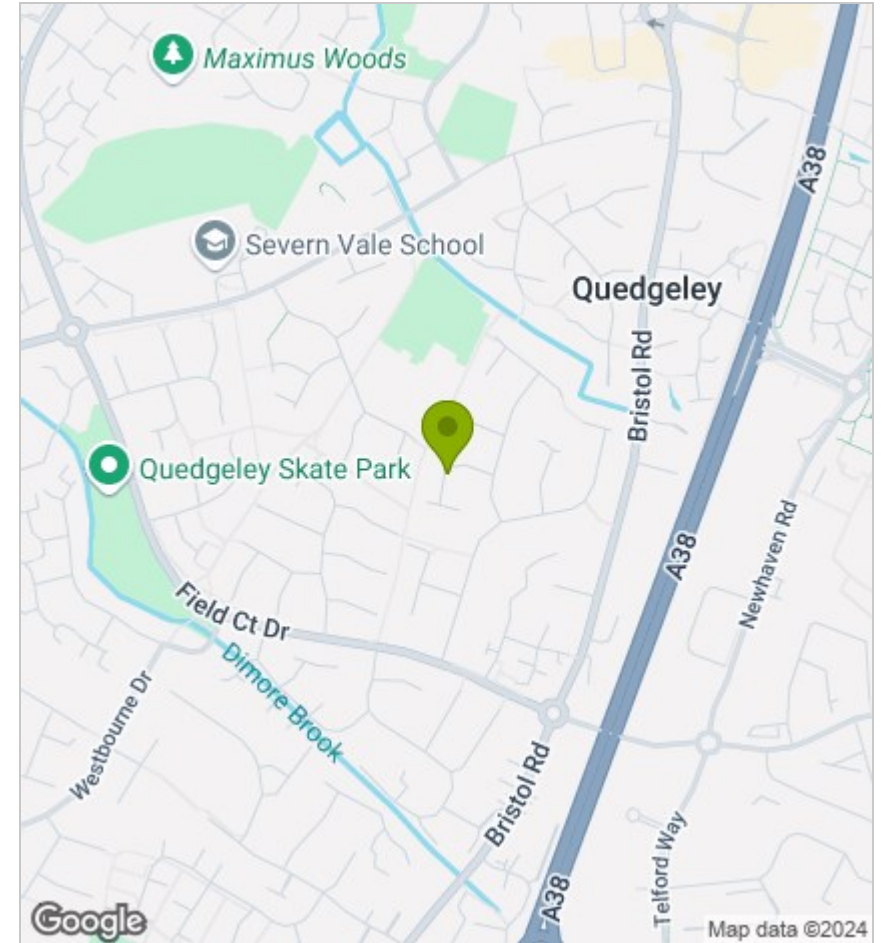 Maximus Woods
A38
Severn Vale School
Quedgeley
Bristol Rd
Quedgeley Skate Park
A38
Newhaven Rd
Field Ct Dr
Dimore Brook
Westbourne Dr
Bristol Rd
Telford Way
A38
Google
Map data ©2024